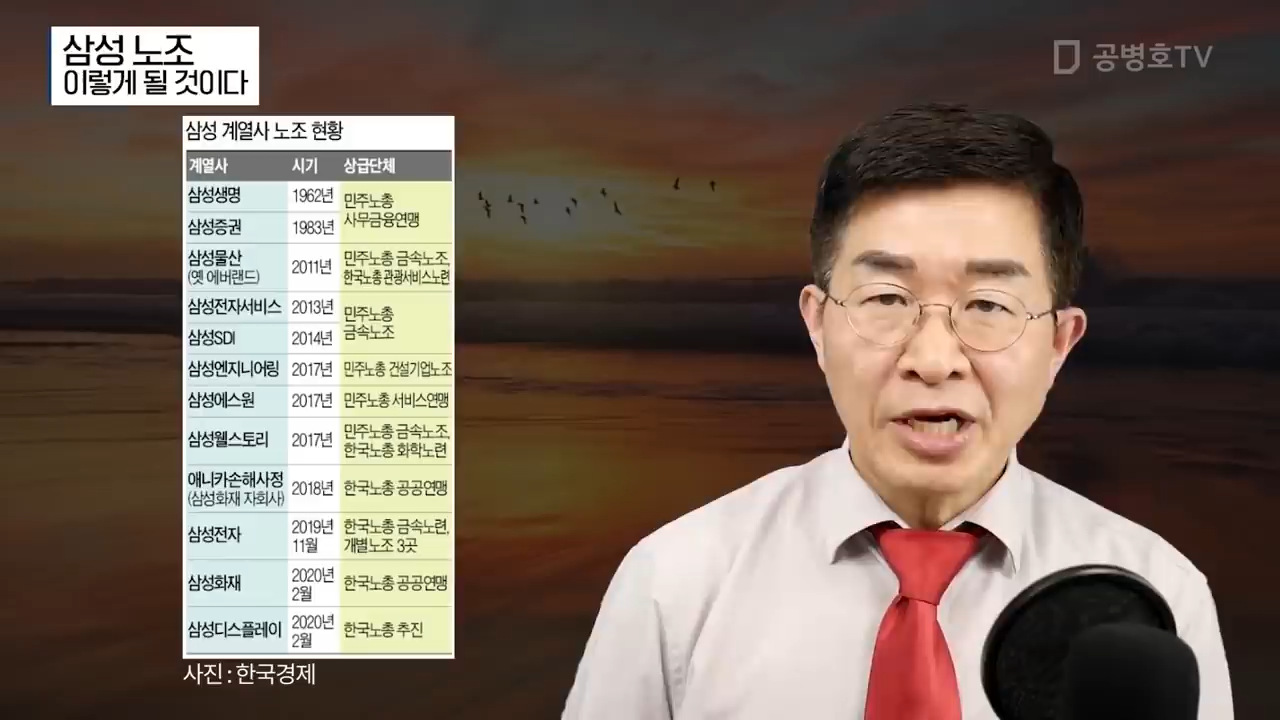 삼성 노조
이렇게 될 것이다
공병호TV
삼성 계열사 노조 현황
계열사 시기 상급단체
삼성생명 1962년 민주노총
사무금융연맹
삼성증권 1983년
삼성물산 2011년 민주노총 금속노조,
(옛 에버랜드) 한국노총 관광서비스노련
삼성전자서비스 2013년 민주노총
금속노조
삼성SDI 2014년
삼성엔지니어링 2017년 민주노총 건설기업노조
삼성에스원 2017년 민주노총 서비스연맹
삼성웰스토리 2017년 민주노총 금속노조,
한국노총 화학노련
애니카손해사정 2018년 한국노총 공공연맹
(삼성화재 자회사)
삼성전자 2019년 한국노총 금속노련,
11월 개별노조 3곳
삼성화재 2020년 한국노총 공공연맹
2월
삼성디스플레이 2020년 한국노총 추진
2월
사진 : 한국경제